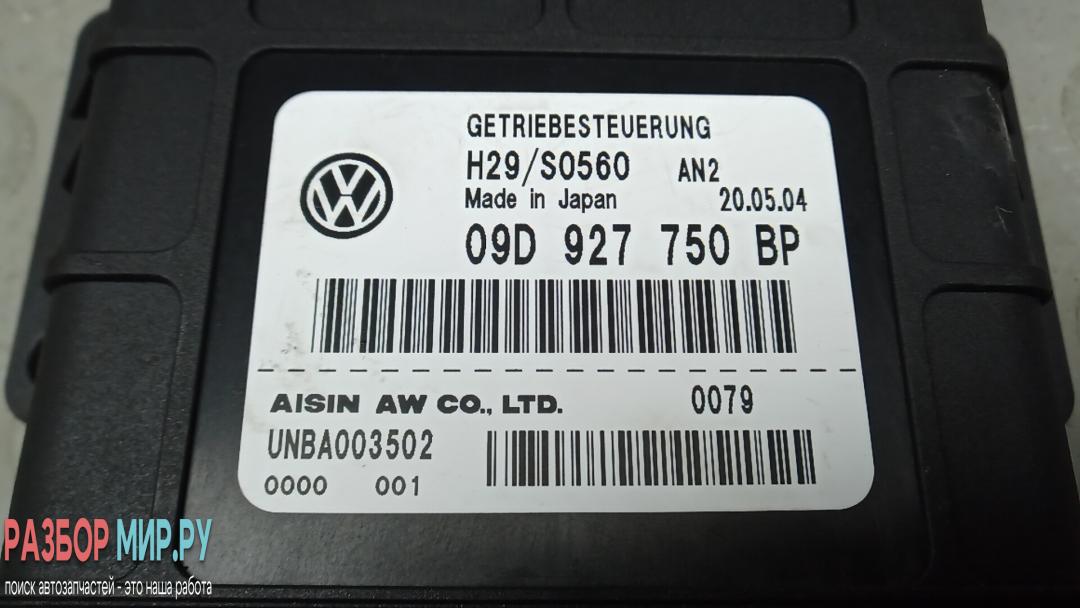 GETRIEBESTEUERUNG
H29/S0560 AN2
Made in Japan 20.05.04
09D 927 750 BP
AISIN AW CO., LTD. 0079
UNBA003502
0000 001
РАЗБОР МИР.РУ
поиск автозапчастей - это наша работа